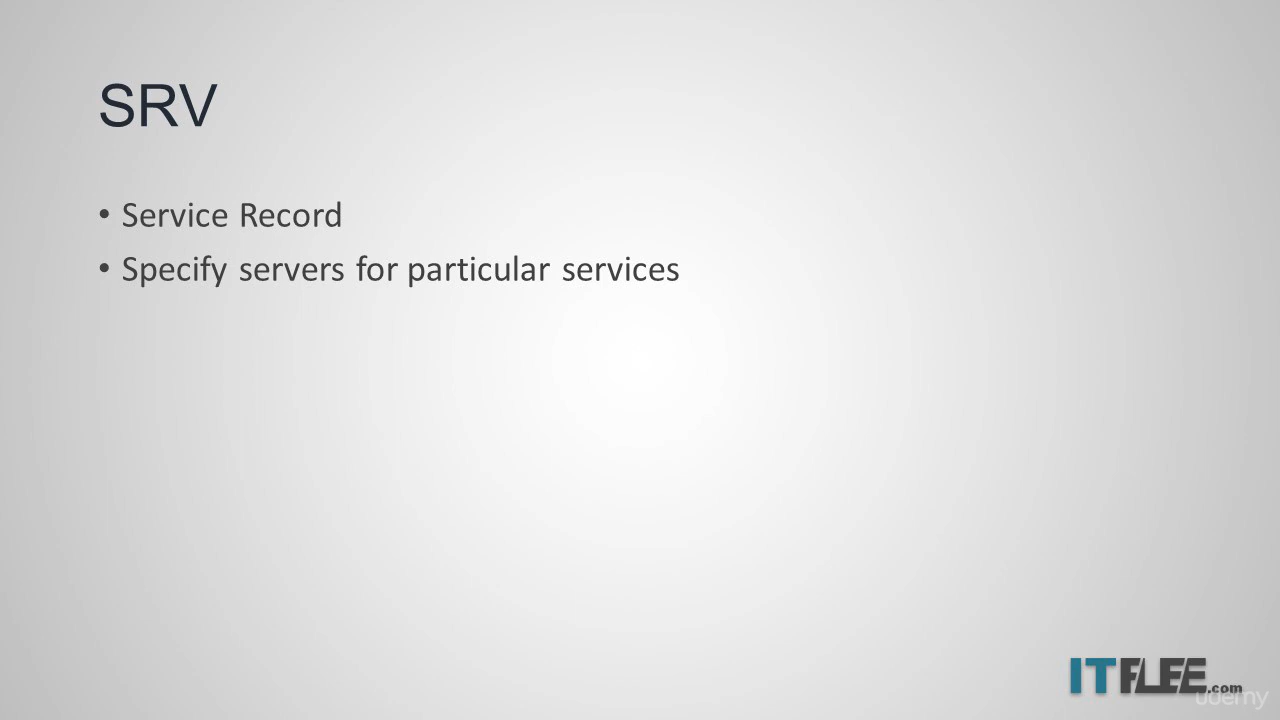 SRV
• Service Record
• Specify servers for particular services
ITFLEE.com
udemy